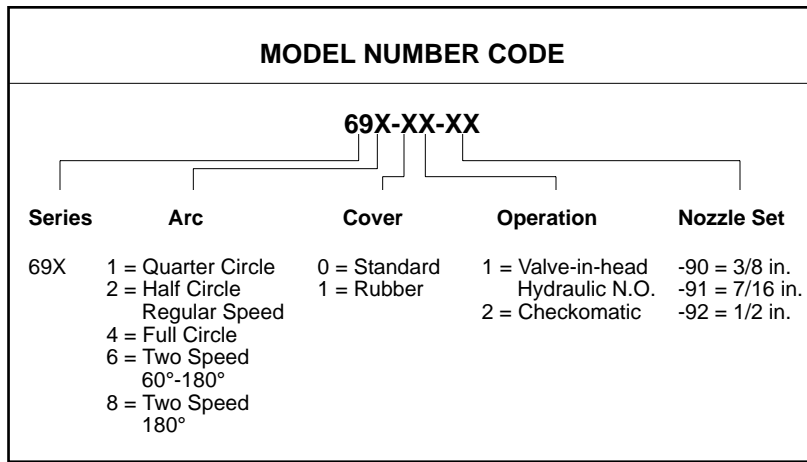 MODEL NUMBER CODE
69X-XX-XX
Series
Arc
Cover
Operation
Nozzle Set
69X
1 = Quarter Circle
2 = Half Circle
Regular Speed
4 = Full Circle
6 = Two Speed
60°-180°
8 = Two Speed
180°
0 = Standard
1 = Rubber
1 = Valve-in-head
Hydraulic N.O.
2 = Checkomatic
-90 = 3/8 in.
-91 = 7/16 in.
-92 = 1/2 in.